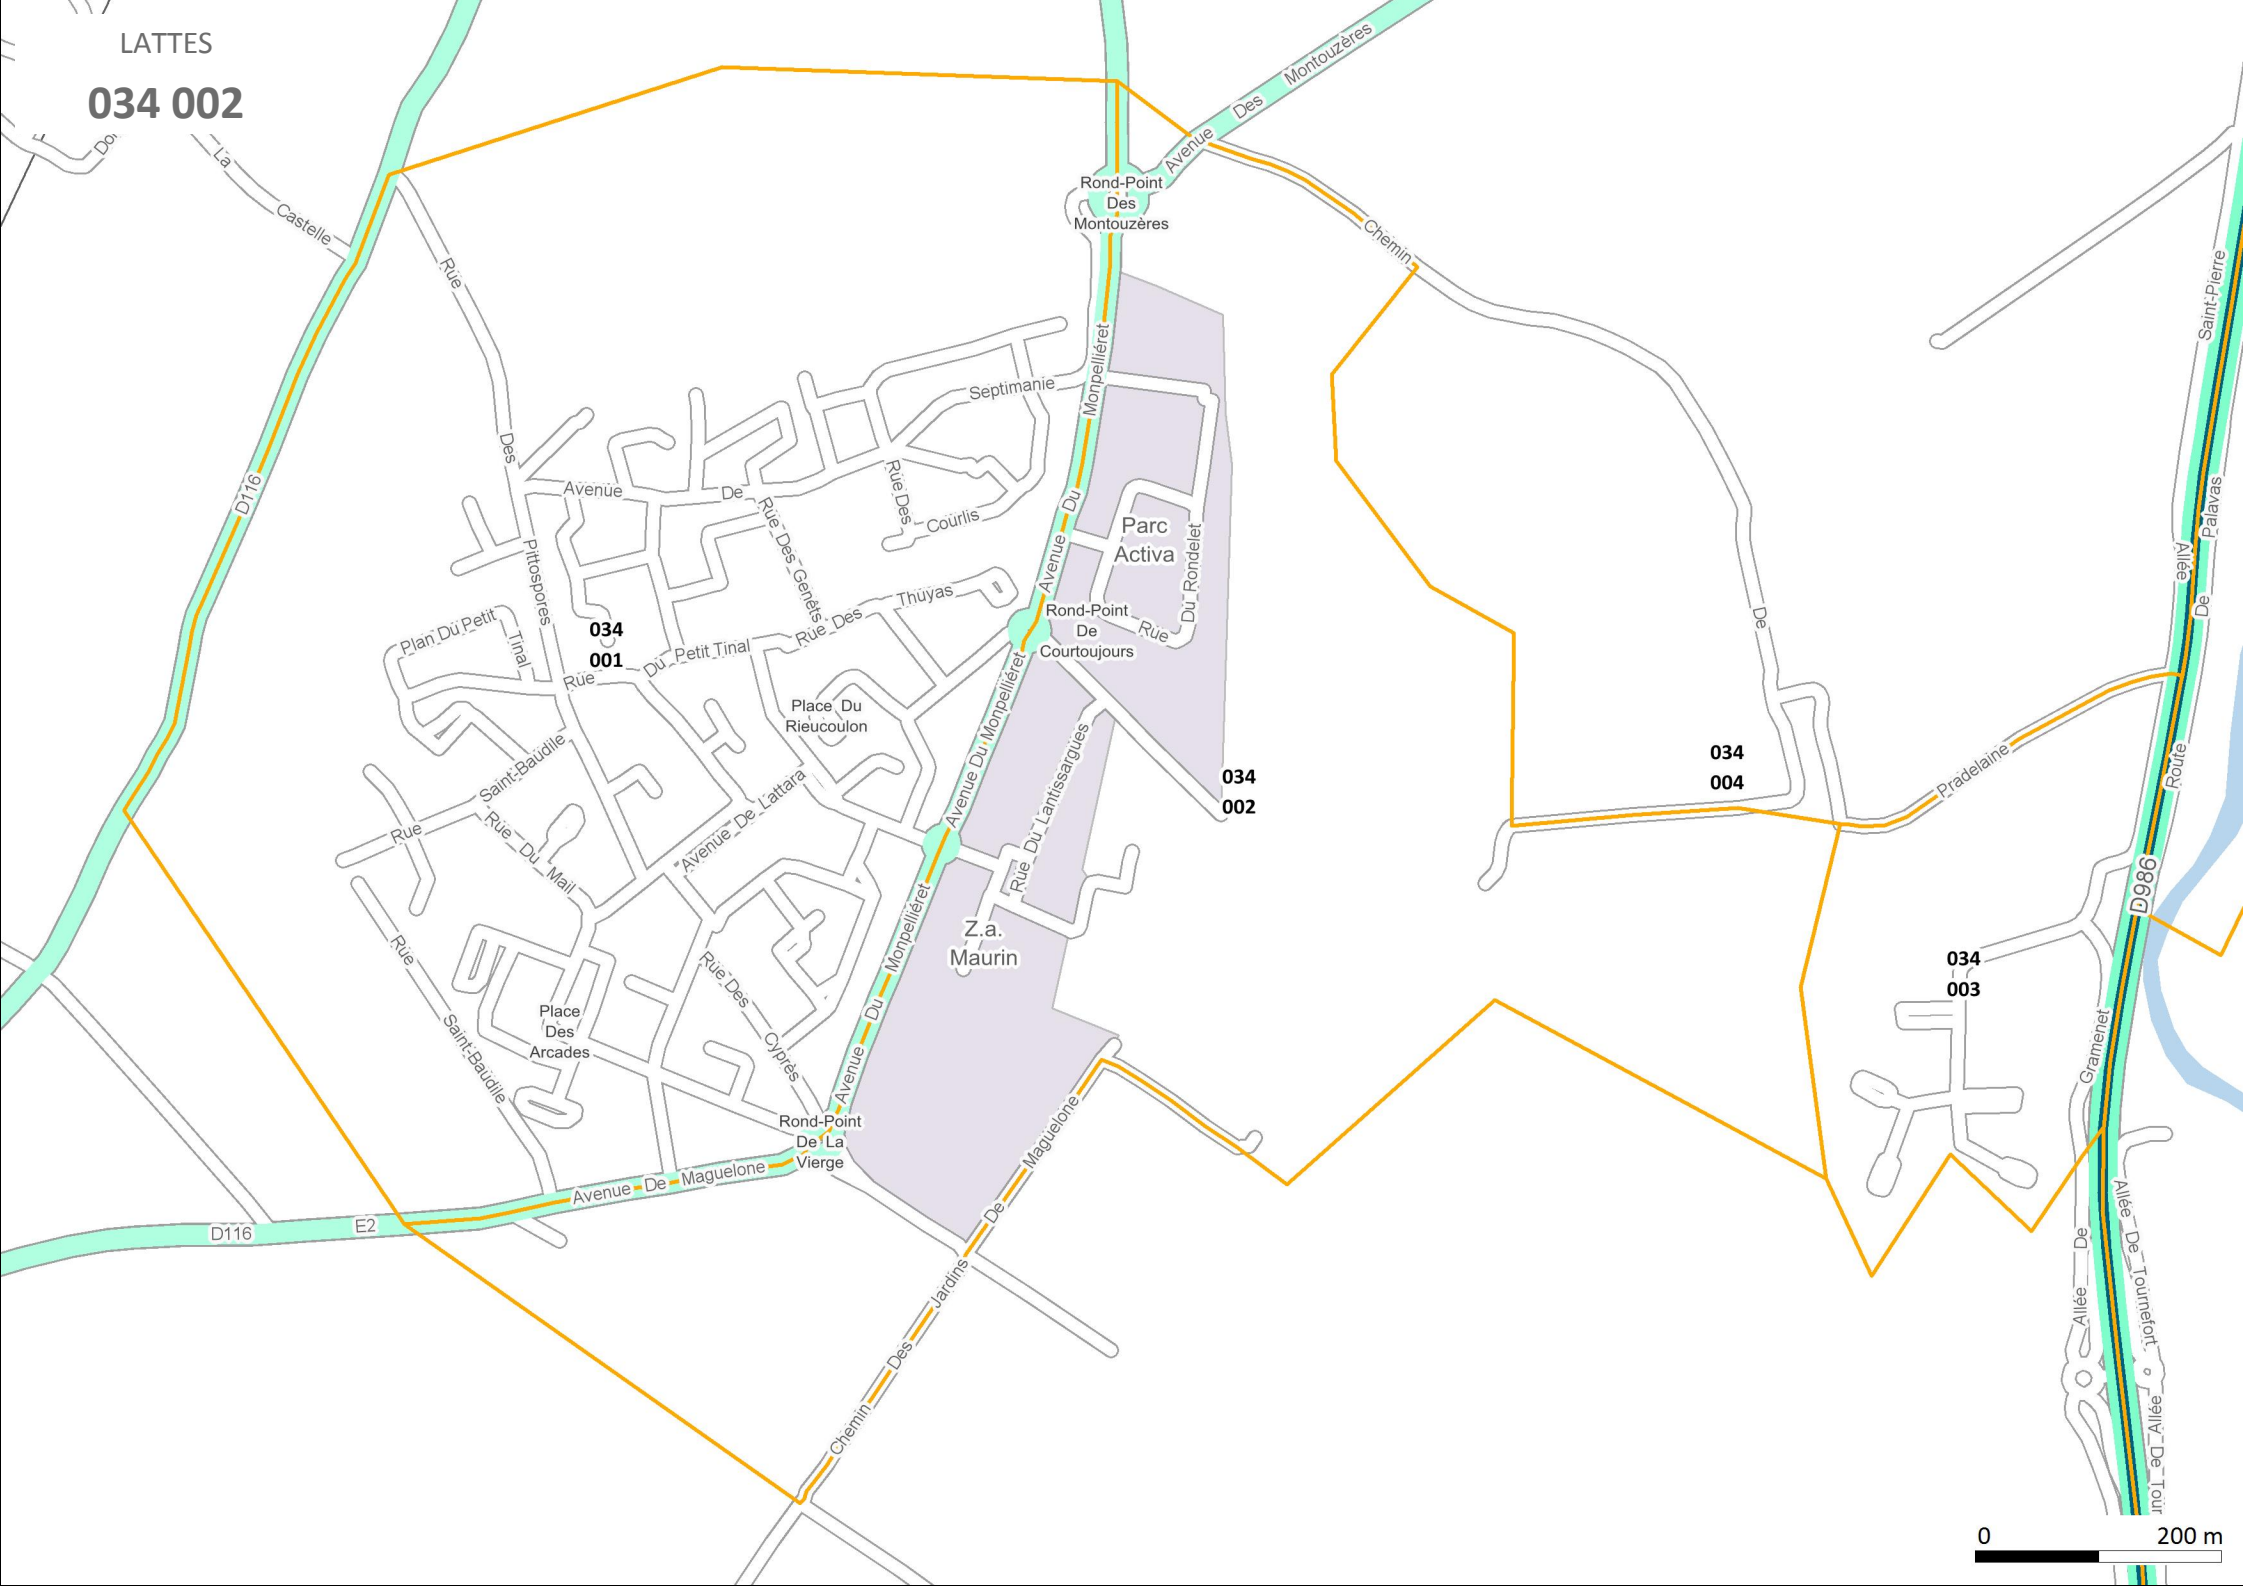 LATTES
034 002
Montouzères
Des
Avenue
La
Castelle
Rond-Point
Des
Montouzères
Chemin
Rue
Des
Pittospores
Saint-Pierre
Allée
Monpelliéret
Du
Avenue
Septimanie
De
Avenue
D116
Rue Des
Courlis
Rue Des Genêts
Parc
Activa
Rue
Du Rondelet
Palavas
De
Route
De
Thuyas
Rue Des
Plan Du Petit
Tinal
034
001
Rue
Du Petit Tinal
Rond-Point
De
Courtoujours
Place Du
Rieucoulon
Avenue Du Monpelliéret
Rue Du Lantissargues
034
002
034
004
Pradelaine
Saint-Baudile
Rue
Rue Du Mail
Avenue De Lattara
D986
Z.a.
Maurin
Avenue Du Monpelliéret
Rue
Saint-Baudile
Rue Des
Cyprès
Place
Des
Arcades
034
003
Gramenet
De
Allée
Rond-Point
De La
Vierge
Avenue De Maguelone
D116
E2
Chemin Des Jardins De Maguelone
Allée De Tournefort
Allée De Tour
0 200 m